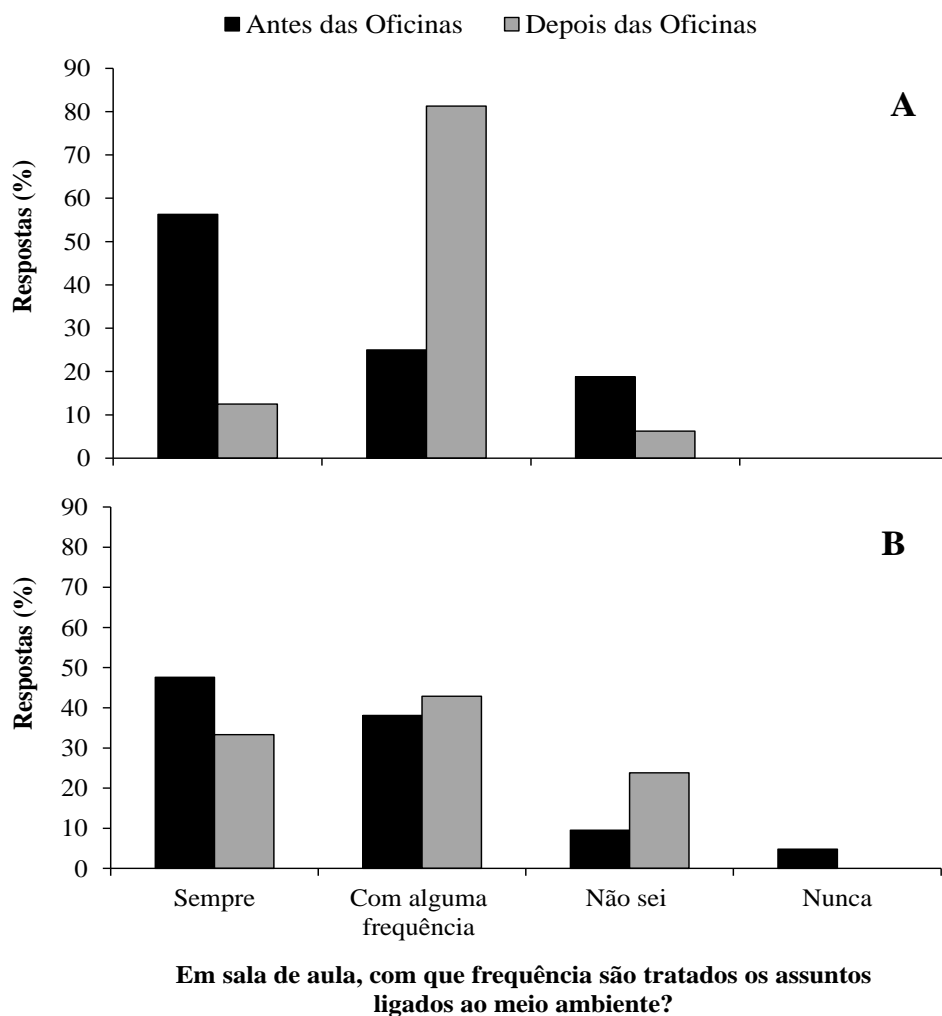 Antes das Oficinas Depois das Oficinas
A
Respostas (%)
90
80
70
60
50
40
30
20
10
0
B
Respostas (%)
90
80
70
60
50
40
30
20
10
0
Sempre Com alguma frequência Não sei Nunca
Em sala de aula, com que frequência são tratados os assuntos
ligados ao meio ambiente?